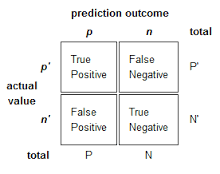 prediction outcome
p n total
p' True Positive False Negative P'
actual value
n' False Positive True Negative N'
total P N